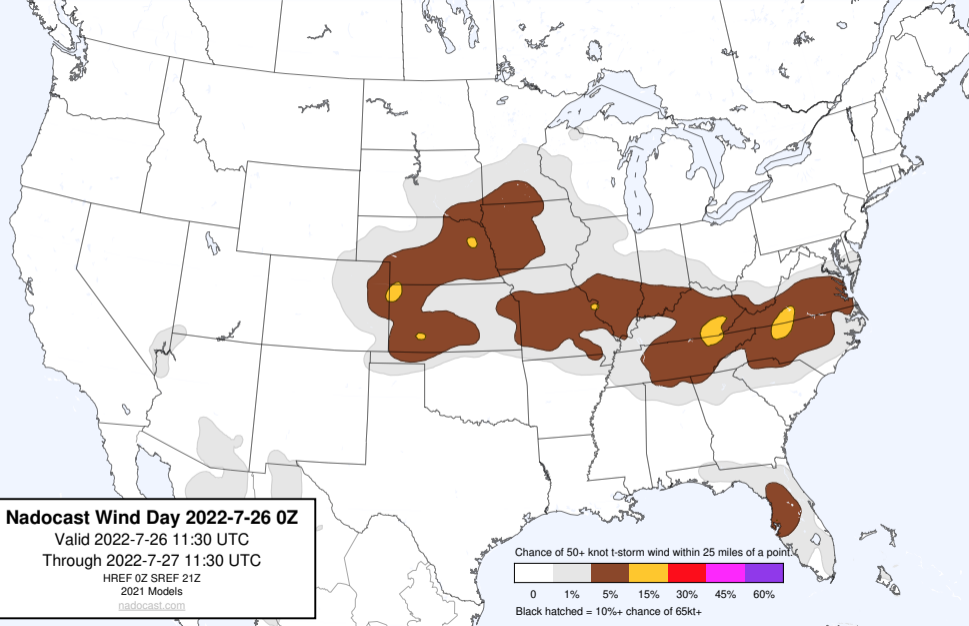 Nadocast Wind Day 2022-7-26 0Z
Valid 2022-7-26 11:30 UTC
Through 2022-7-27 11:30 UTC
HREF 0Z SREF 21Z
2021 Models
nadocast.com
Chance of 50+ knot t-storm wind within 25 miles of a point.
0 1% 5% 15% 30% 45% 60%
Black hatched = 10%+ chance of 65kt+